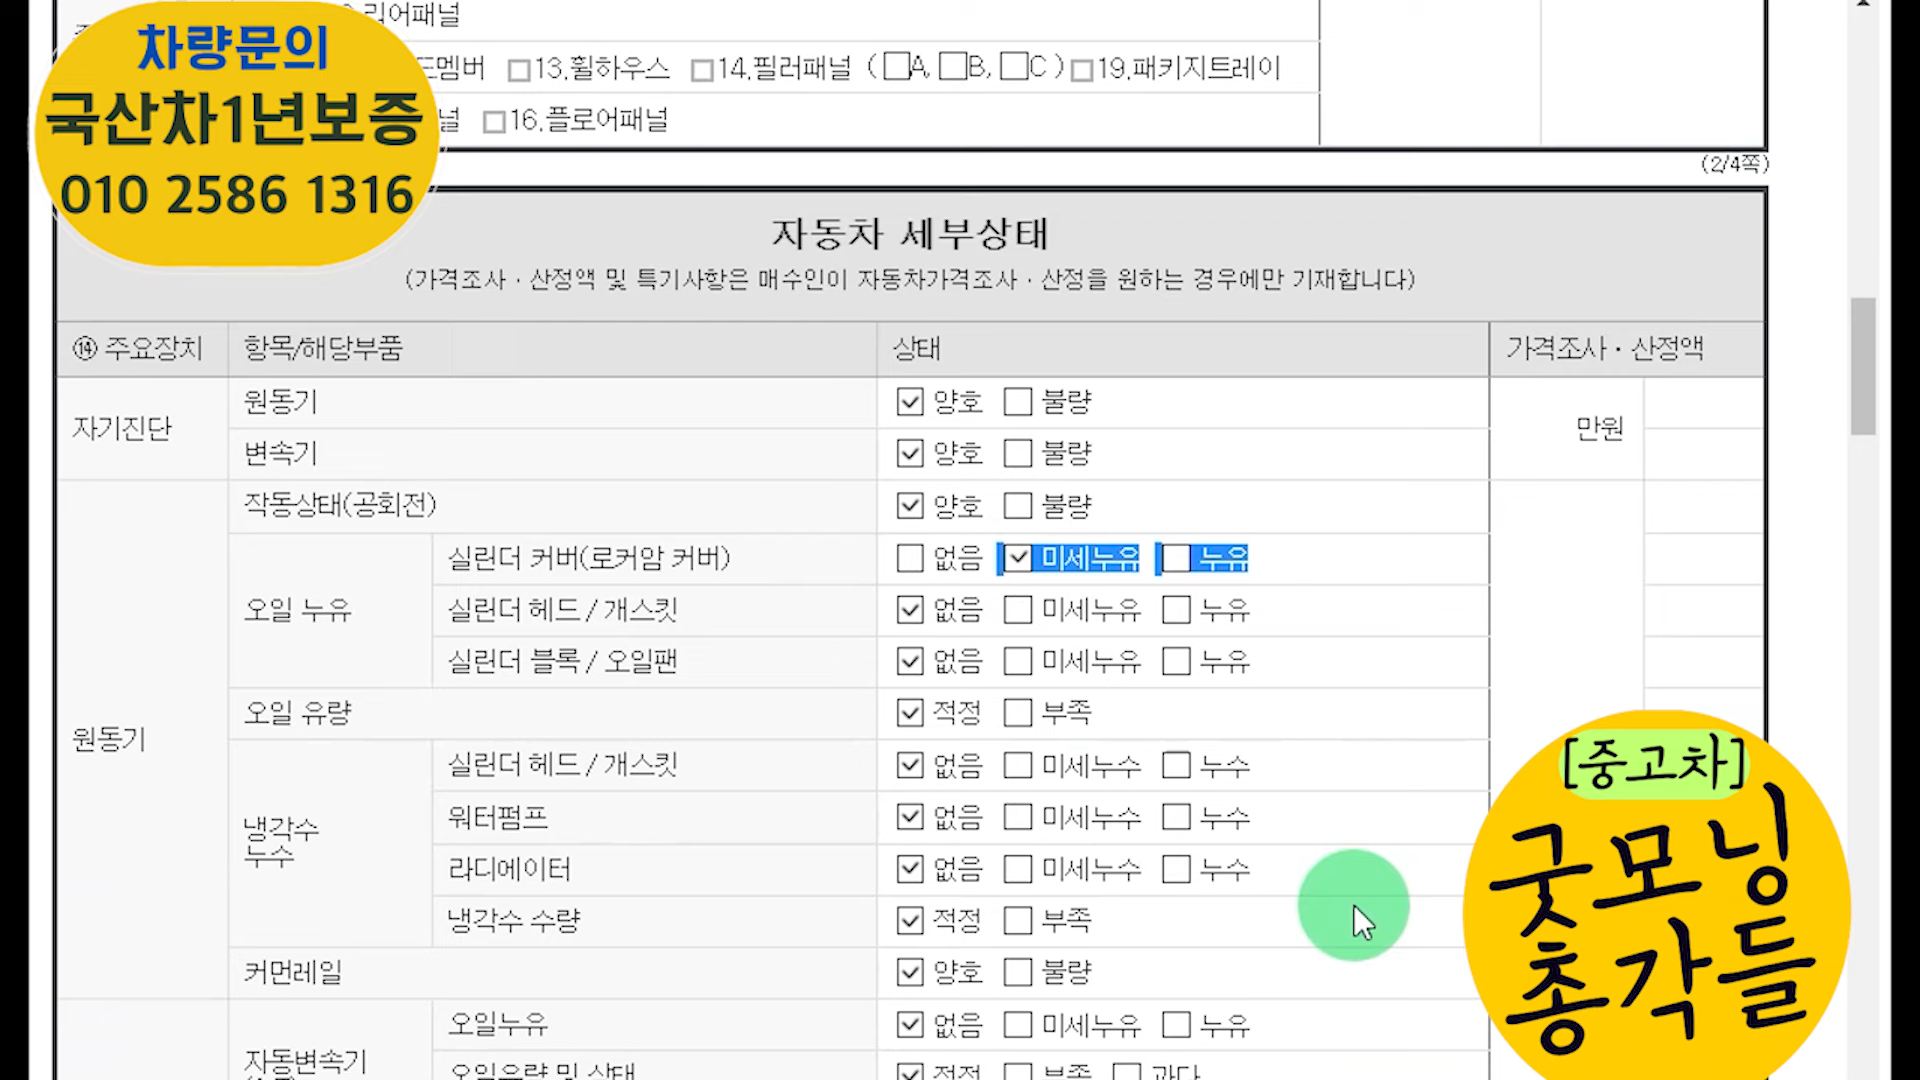 리어패널
차량문의
국산차1년보증
010 2586 1316
드멤버 □13.휠하우스 □14.필러패널 ( □A, □B, □C ) □19.패키지트레이
널 □16.플로어패널
(2/4쪽)
자동차 세부상태
(가격조사 · 산정액 및 특기사항은 매수인이 자동차가격조사 · 산정을 원하는 경우에만 기재합니다)
⑭ 주요장치 항목/해당부품 상태 가격조사 · 산정액
자기진단 원동기 ☑ 양호 □ 불량 만원
변속기 ☑ 양호 □ 불량
원동기 작동상태(공회전) ☑ 양호 □ 불량
오일 누유 실린더 커버(로커암 커버) □ 없음 ☑ 미세누유 □ 누유
실린더 헤드 / 개스킷 ☑ 없음 □ 미세누유 □ 누유
실린더 블록 / 오일팬 ☑ 없음 □ 미세누유 □ 누유
오일 유량 ☑ 적정 □ 부족
냉각수
누수
실린더 헤드 / 개스킷 ☑ 없음 □ 미세누수 □ 누수
워터펌프 ☑ 없음 □ 미세누수 □ 누수
라디에이터 ☑ 없음 □ 미세누수 □ 누수
냉각수 수량 ☑ 적정 □ 부족
커먼레일 ☑ 양호 □ 불량
자동변속기 오일누유 ☑ 없음 □ 미세누유 □ 누유
오일유량 및 상태 ☑ 적정 □ 부족 □ 과다
[중고차]
굿모닝
총각들